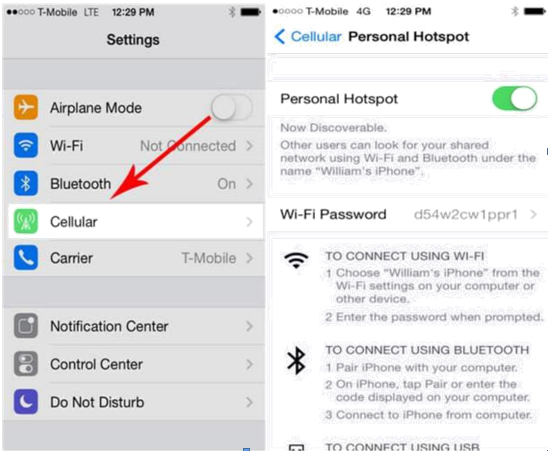 T-Mobile LTE 12:29 PM
Settings
Airplane Mode
Wi-Fi Not Connected
Bluetooth On
Cellular
Carrier T-Mobile
Notification Center
Control Center
Do Not Disturb
T-Mobile 4G 12:29 PM
Cellular Personal Hotspot
Personal Hotspot
Now Discoverable.
Other users can look for your shared
network using Wi-Fi and Bluetooth under the
name “William's iPhone”.
Wi-Fi Password d54w2cw1ppr1
TO CONNECT USING WI-FI
1 Choose “William's iPhone” from the
Wi-Fi settings on your computer or
other device.
2 Enter the password when prompted.
TO CONNECT USING BLUETOOTH
1 Pair iPhone with your computer.
2 On iPhone, tap Pair or enter the
code displayed on your computer.
3 Connect to iPhone from computer.
TO CONNECT USING USB